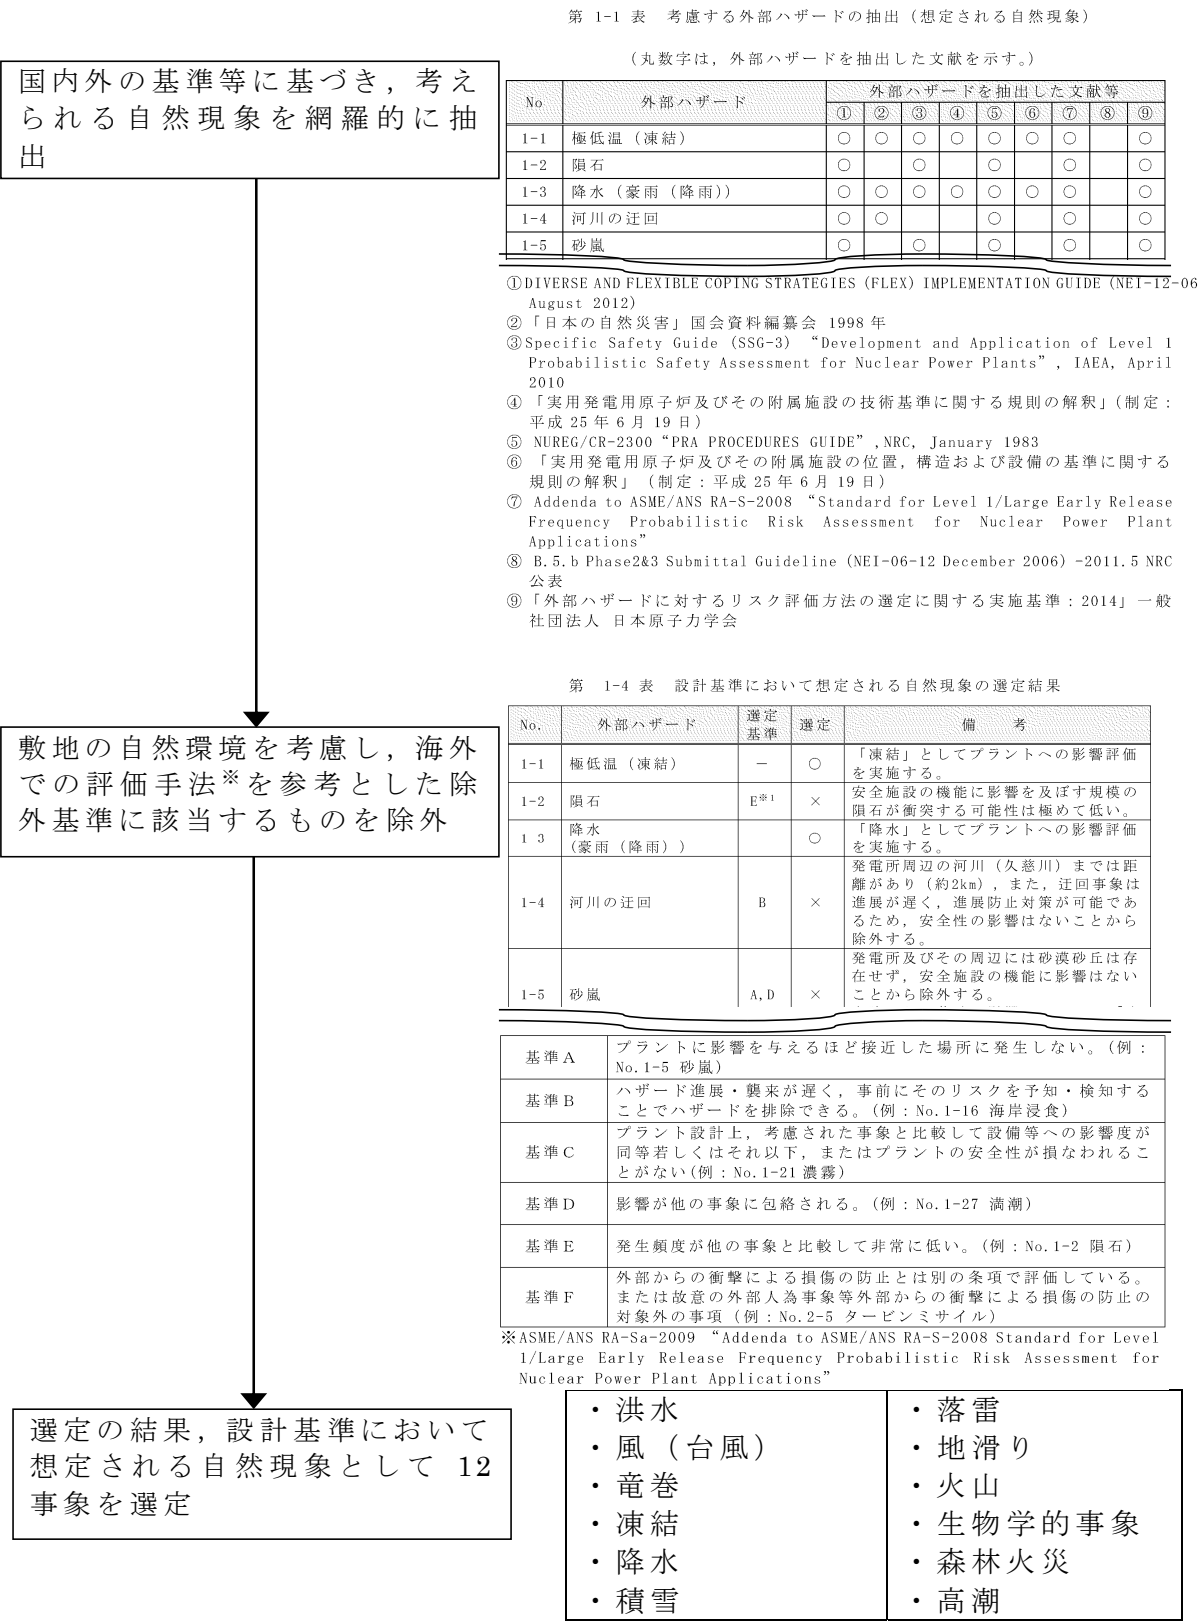 国内外の基準等に基づき，考え
られる自然現象を網羅的に抽
出
第 1-1 表　考慮する外部ハザードの抽出（想定される自然現象）
（丸数字は，外部ハザードを抽出した文献を示す。）
No 外部ハザード 外部ハザードを抽出した文献等
① ② ③ ④ ⑤ ⑥ ⑦ ⑧ ⑨
1-1 極低温（凍結） ○ ○ ○ ○ ○ ○ ○ ○
1-2 隕石 ○ ○ ○ ○ ○
1-3 降水（豪雨（降雨）） ○ ○ ○ ○ ○ ○ ○ ○
1-4 河川の迂回 ○ ○ ○ ○ ○
1-5 砂嵐 ○ ○ ○ ○ ○
①DIVERSE AND FLEXIBLE COPING STRATEGIES (FLEX) IMPLEMENTATION GUIDE (NEI-12-06
August 2012)
②「日本の自然災害」国会資料編纂会 1998 年
③Specific Safety Guide (SSG-3) “Development and Application of Level 1
Probabilistic Safety Assessment for Nuclear Power Plants”, IAEA, April
2010
④「実用発電用原子炉及びその附属施設の技術基準に関する規則の解釈」（制定：
平成 25 年 6 月 19 日）
⑤ NUREG/CR-2300 “PRA PROCEDURES GUIDE”,NRC, January 1983
⑥ 「実用発電用原子炉及びその附属施設の位置，構造および設備の基準に関する
規則の解釈」（制定：平成 25 年 6 月 19 日）
⑦ Addenda to ASME/ANS RA-S-2008 “Standard for Level 1/Large Early Release
Frequency Probabilistic Risk Assessment for Nuclear Power Plant
Applications”
⑧ B.5.b Phase2&3 Submittal Guideline (NEI-06-12 December 2006) -2011.5 NRC
公表
⑨「外部ハザードに対するリスク評価方法の選定に関する実施基準：2014」一般
社団法人 日本原子力学会
敷地の自然環境を考慮し，海外
での評価手法※を参考とした除
外基準に該当するものを除外
第 1-4 表　設計基準において想定される自然現象の選定結果
No. 外部ハザード 選定
基準 選定 備　考
1-1 極低温（凍結） － ○ 「凍結」としてプラントへの影響評価
を実施する。
1-2 隕石 E※1 × 安全施設の機能に影響を及ぼす規模の
隕石が衝突する可能性は極めて低い。
1 3 降水
(豪雨（降雨）) ○ 「降水」としてプラントへの影響評価
を実施する。
1-4 河川の迂回 B × 発電所周辺の河川（久慈川）までは距
離があり（約2km），また，迂回事象は
進展が遅く，進展防止対策が可能であ
るため，安全性の影響はないことから
除外する。
1-5 砂嵐 A,D × 発電所及びその周辺には砂漠砂丘は存
在せず，安全施設の機能に影響はない
ことから除外する。
基準A プラントに影響を与えるほど接近した場所に発生しない。（例：
No.1-5 砂嵐）
基準B ハザード進展・襲来が遅く，事前にそのリスクを予知・検知する
ことでハザードを排除できる。（例：No.1-16 海岸浸食）
基準C プラント設計上，考慮された事象と比較して設備等への影響度が
同等若しくはそれ以下，またはプラントの安全性が損なわれるこ
とがない（例：No.1-21 濃霧）
基準D 影響が他の事象に包絡される。（例：No.1-27 満潮）
基準E 発生頻度が他の事象と比較して非常に低い。（例：No.1-2 隕石）
基準F 外部からの衝撃による損傷の防止とは別の条項で評価している。
または故意の外部人為事象等外部からの衝撃による損傷の防止の
対象外の事項（例：No.2-5 タービンミサイル）
※ASME/ANS RA-Sa-2009 “Addenda to ASME/ANS RA-S-2008 Standard for Level
1/Large Early Release Frequency Probabilistic Risk Assessment for
Nuclear Power Plant Applications”
選定の結果，設計基準において
想定される自然現象として 12
事象を選定
・洪水
・風（台風）
・竜巻
・凍結
・降水
・積雪
・落雷
・地滑り
・火山
・生物学的事象
・森林火災
・高潮